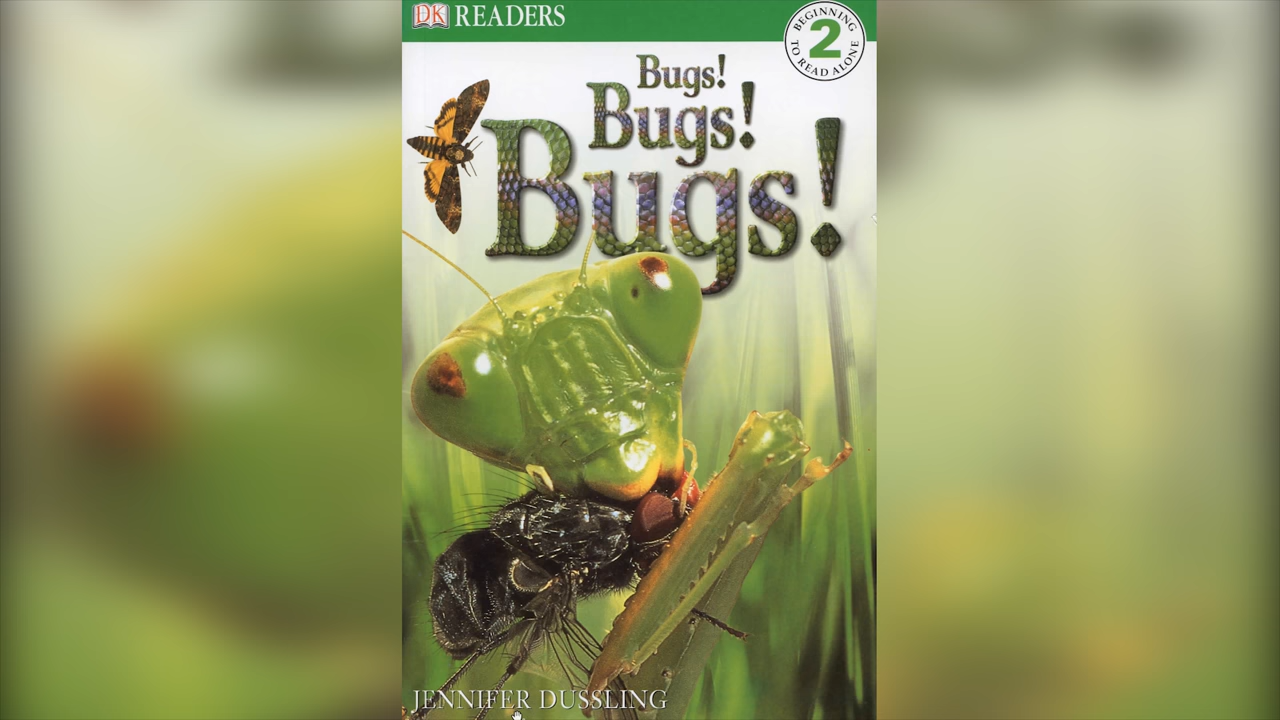 DK READERS
BEGINNING
2
TO READ ALONE
Bugs!
Bugs!
Bugs!
JENNIFER DUSSLING